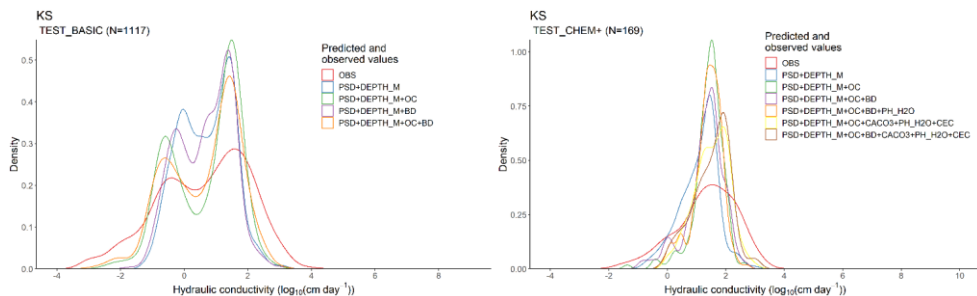 KS
TEST_BASIC (N=1117)
Predicted and
observed values
OBS
PSD+DEPTH_M
PSD+DEPTH_M+OC
PSD+DEPTH_M+BD
PSD+DEPTH_M+OC+BD
Density
0.5
0.4
0.3
0.2
0.1
0.0
-4 -2 0 2 4 6 8
Hydraulic conductivity (log10(cm day-1))
KS
TEST_CHEM+ (N=169)
Predicted and
observed values
OBS
PSD+DEPTH_M
PSD+DEPTH_M+OC
PSD+DEPTH_M+OC+BD
PSD+DEPTH_M+OC+BD+PH_H2O
PSD+DEPTH_M+OC+CACO3+PH_H2O+CEC
PSD+DEPTH_M+OC+BD+CACO3+PH_H2O+CEC
Density
1.00
0.75
0.50
0.25
0.00
-4 -2 0 2 4 6 8 10
Hydraulic conductivity (log10(cm day-1))